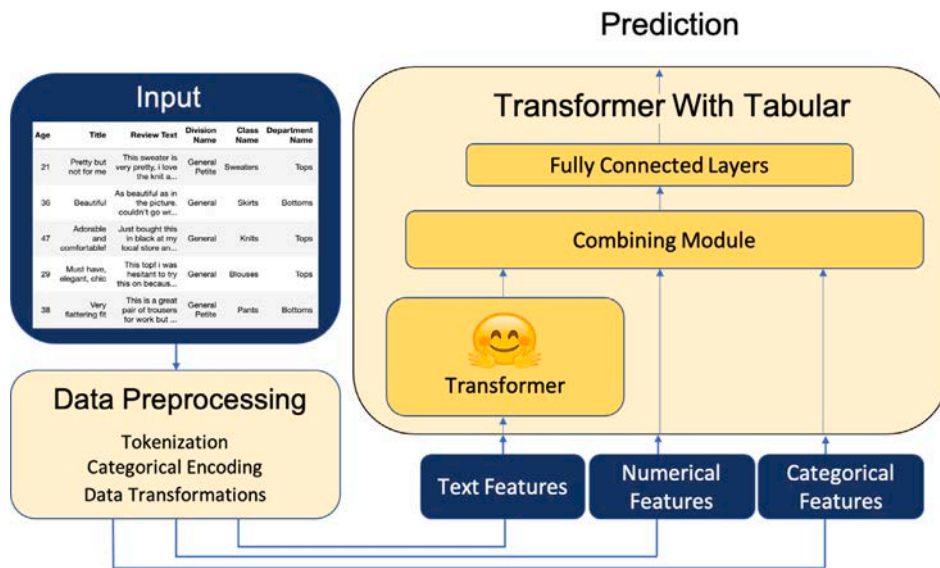 Prediction
Input
Age Title Review Text Division Name Class Name Department Name
21 Pretty but not for me This sweater is very pretty, i love the knit a... General Petite Sweaters Tops
36 Beautiful As beautiful as in the picture. couldn't go wr... General Skirts Bottoms
47 Adorable and comfortable! Just bought this in black at my local store an... General Knits Tops
29 Must have, elegant, chic This top! i was hesitant to try this on becaus... General Blouses Tops
38 Very flattering fit This is a great pair of trousers for work but ... General Petite Pants Bottoms
Data Preprocessing
Tokenization
Categorical Encoding
Data Transformations
Transformer With Tabular
Fully Connected Layers
Combining Module
Transformer
Text Features
Numerical
Features
Categorical
Features